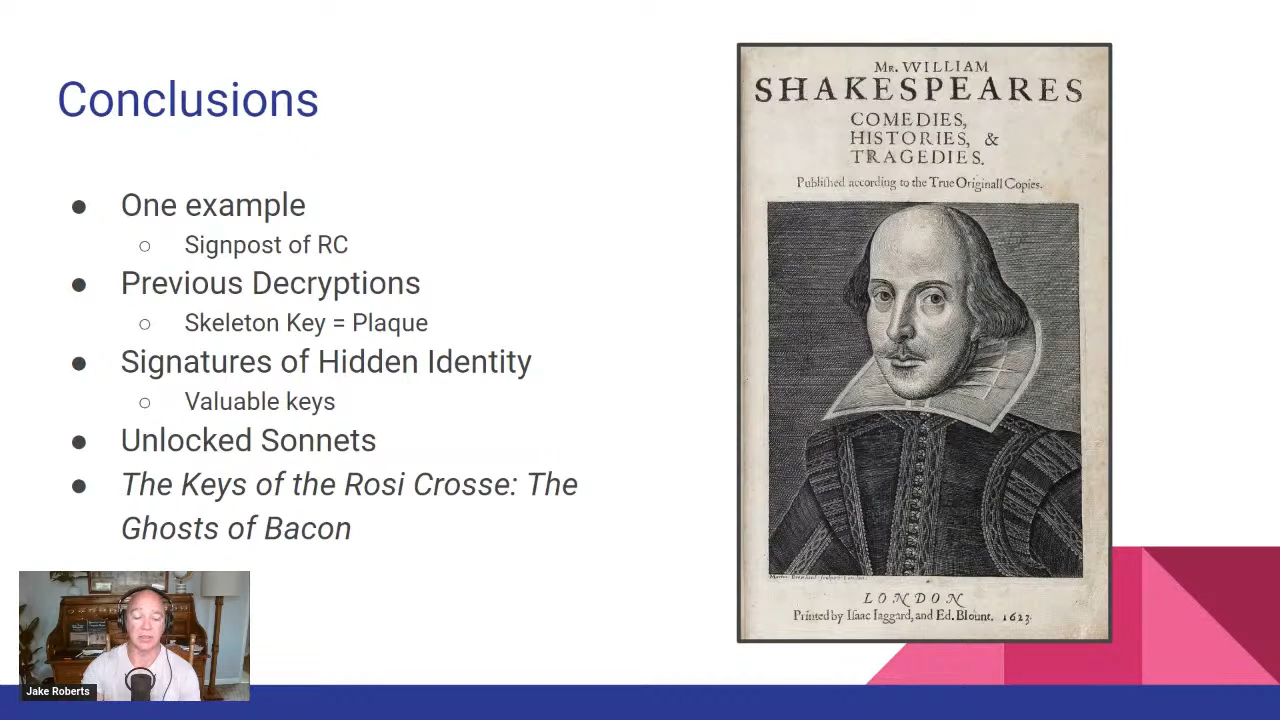 Conclusions
● One example
○ Signpost of RC
● Previous Decryptions
○ Skeleton Key = Plaque
● Signatures of Hidden Identity
○ Valuable keys
● Unlocked Sonnets
● The Keys of the Rosi Crosse: The
Ghosts of Bacon
Jake Roberts
Mr. WILLIAM
SHAKESPEARES
COMEDIES,
HISTORIES, &
TRAGEDIES.
Published according to the True Originall Copies.
LONDON
Printed by Isaac Iaggard, and Ed. Blount. 1623.